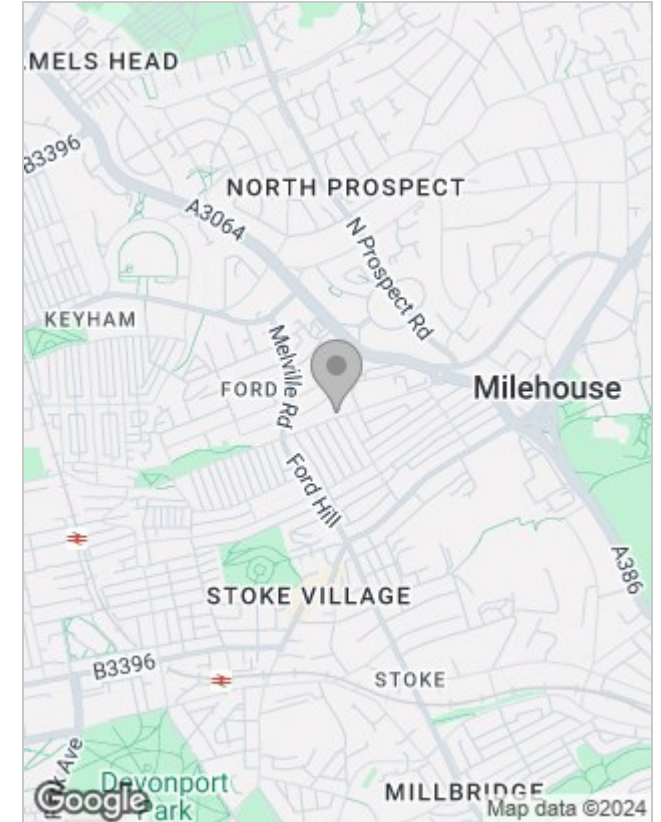 MELS HEAD
B3396
NORTH PROSPECT
A3064
N Prospect Rd
KEYHAM
Melville Rd
FORD
Milehouse
Ford Hill
A386
STOKE VILLAGE
B3396
STOKE
Devonport
Park
MILLBRIDGE
Google
Map data ©2024